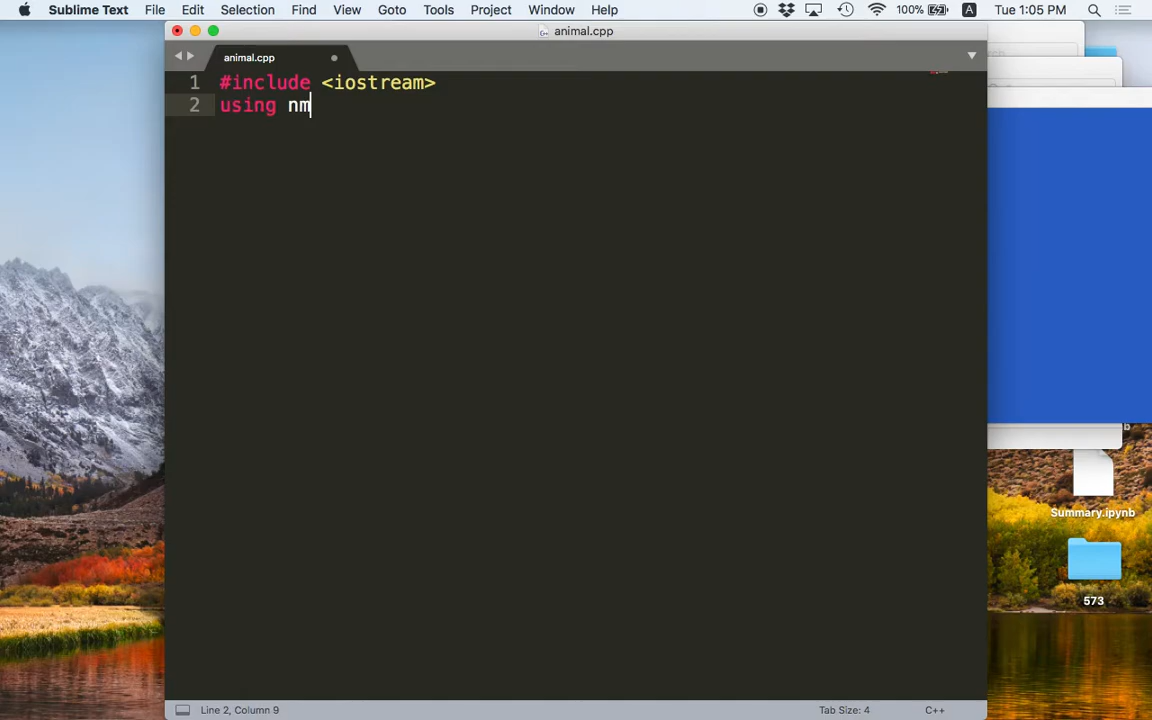 Sublime Text File Edit Selection Find View Goto Tools Project Window Help 100% A Tue 1:05 PM
animal.cpp
animal.cpp
1 #include <iostream>
2 using nm
b
Summary.ipynb
573
Line 2, Column 9 Tab Size: 4 C++